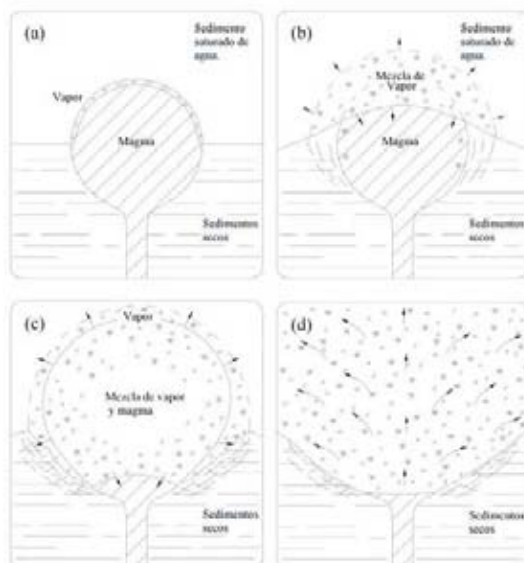 (a)
Sedimento
saturado de
agua.
Vapor
Magma
Sedimentos
secos
(b)
Sedimento
saturado de
agua.
Mezcla de
Vapor
Magma
Sedimentos
secos
(c)
Vapor
Mezcla de vapor
y magma
Sedimentos
secos
(d)
Sedimentos
secos